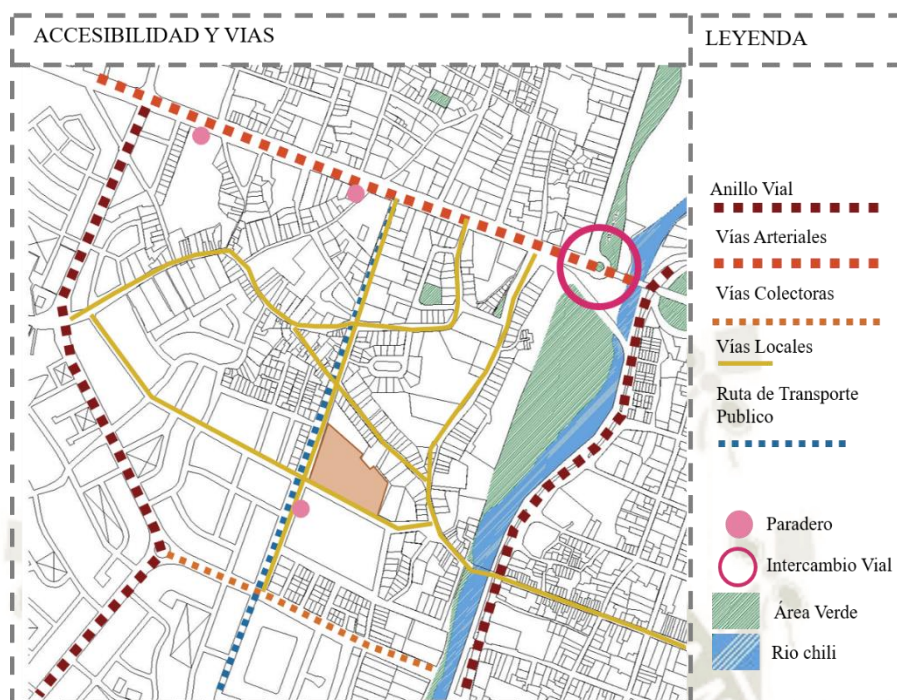 ACCESIBILIDAD Y VIAS
LEYENDA
Anillo Vial
Vías Arteriales
Vías Colectoras
Vías Locales
Ruta de Transporte
Publico
Paradero
Intercambio Vial
Área Verde
Rio chili